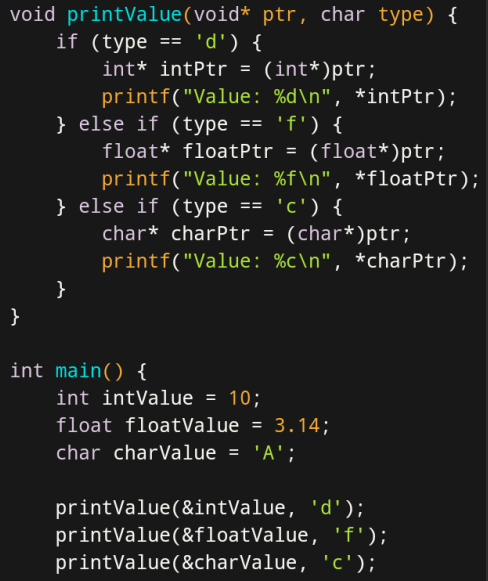 void printValue(void* ptr, char type) {
    if (type == 'd') {
        int* intPtr = (int*)ptr;
        printf("Value: %d\n", *intPtr);
    } else if (type == 'f') {
        float* floatPtr = (float*)ptr;
        printf("Value: %f\n", *floatPtr);
    } else if (type == 'c') {
        char* charPtr = (char*)ptr;
        printf("Value: %c\n", *charPtr);
    }
}

int main() {
    int intValue = 10;
    float floatValue = 3.14;
    char charValue = 'A';

    printValue(&intValue, 'd');
    printValue(&floatValue, 'f');
    printValue(&charValue, 'c');